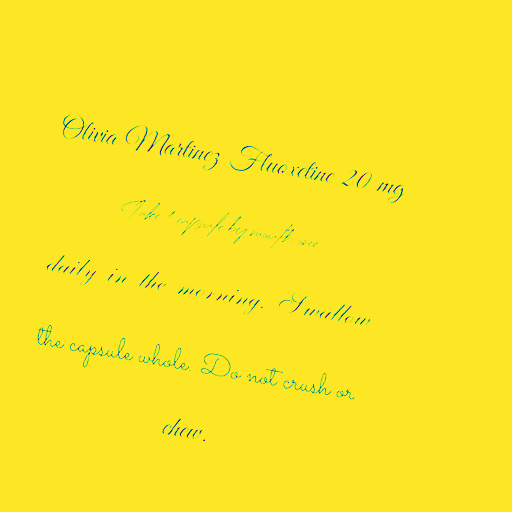 Olivia Martinez Fluoxetine 20 mg
Take 1 capsule by mouth once
daily in the morning. Swallow
the capsule whole. Do not crush or
chew.